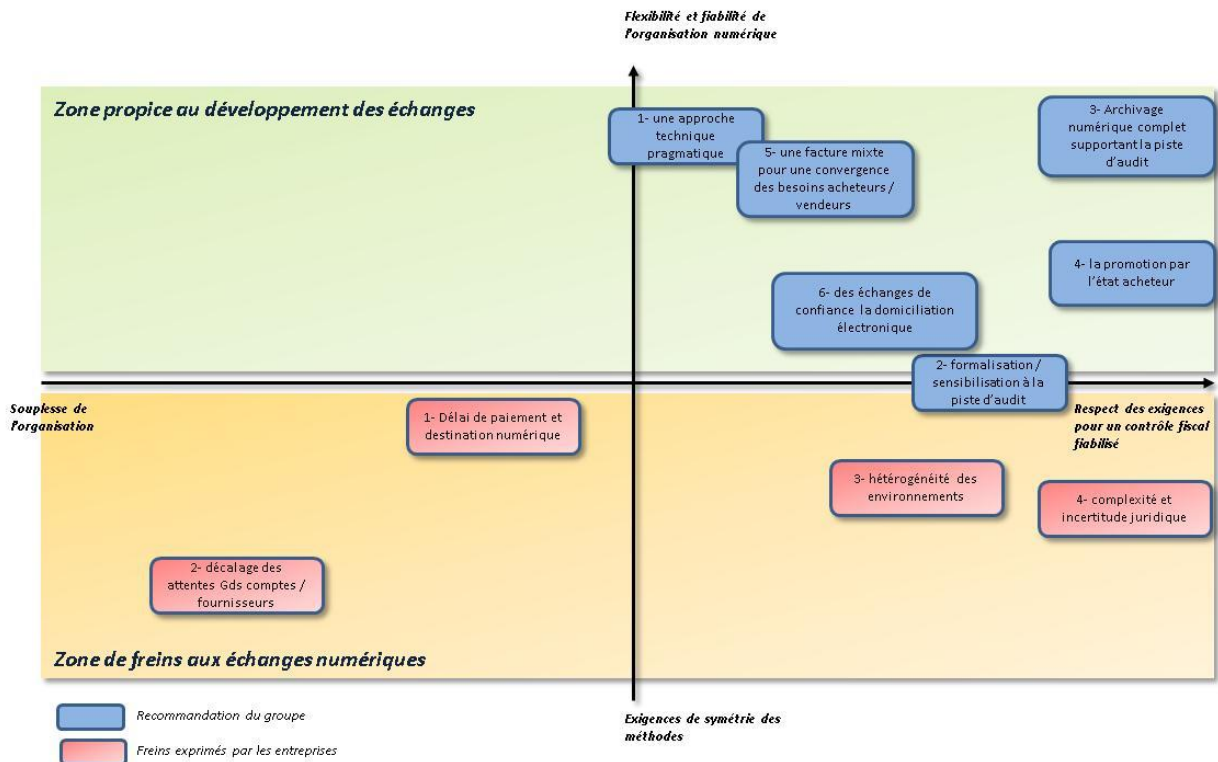 Flexibilité et fiabilité de
l'organisation numérique
Zone propice au développement des échanges
1- une approche
technique
pragmatique
5- une facture mixte
pour une convergence
des besoins acheteurs /
vendeurs
3- Archivage
numérique complet
supportant la piste
d'audit
4- la promotion par
l'état acheteur
6- des échanges de
confiance la domiciliation
électronique
2- formalisation /
sensibilisation à la
piste d'audit
Souplesse de
l'organisation
Respect des exigences
pour un contrôle fiscal
fiabilisé
1- Délai de paiement et
destination numérique
3- hétérogénéité des
environnements
4- complexité et
incertitude juridique
2- décalage des
attentes Gds comptes /
fournisseurs
Zone de freins aux échanges numériques
Exigences de symétrie des
méthodes
Recommandation du groupe
Freins exprimés par les entreprises